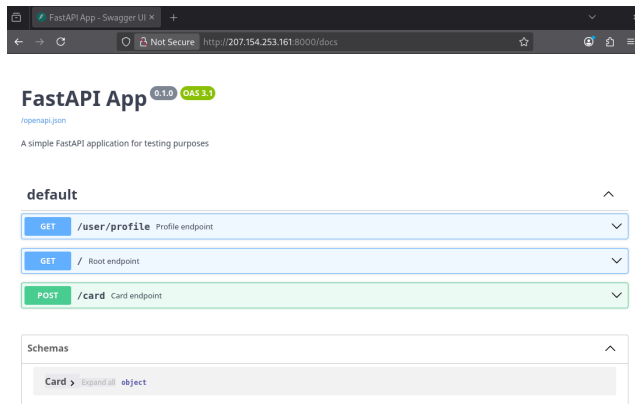 FastAPI App - Swagger UI
Not Secure http://207.154.253.161:8000/docs
FastAPI App 0.1.0 OAS 3.1
/openapi.json
A simple FastAPI application for testing purposes
default
GET /user/profile Profile endpoint
GET / Root endpoint
POST /card Card endpoint
Schemas
Card Expand all object